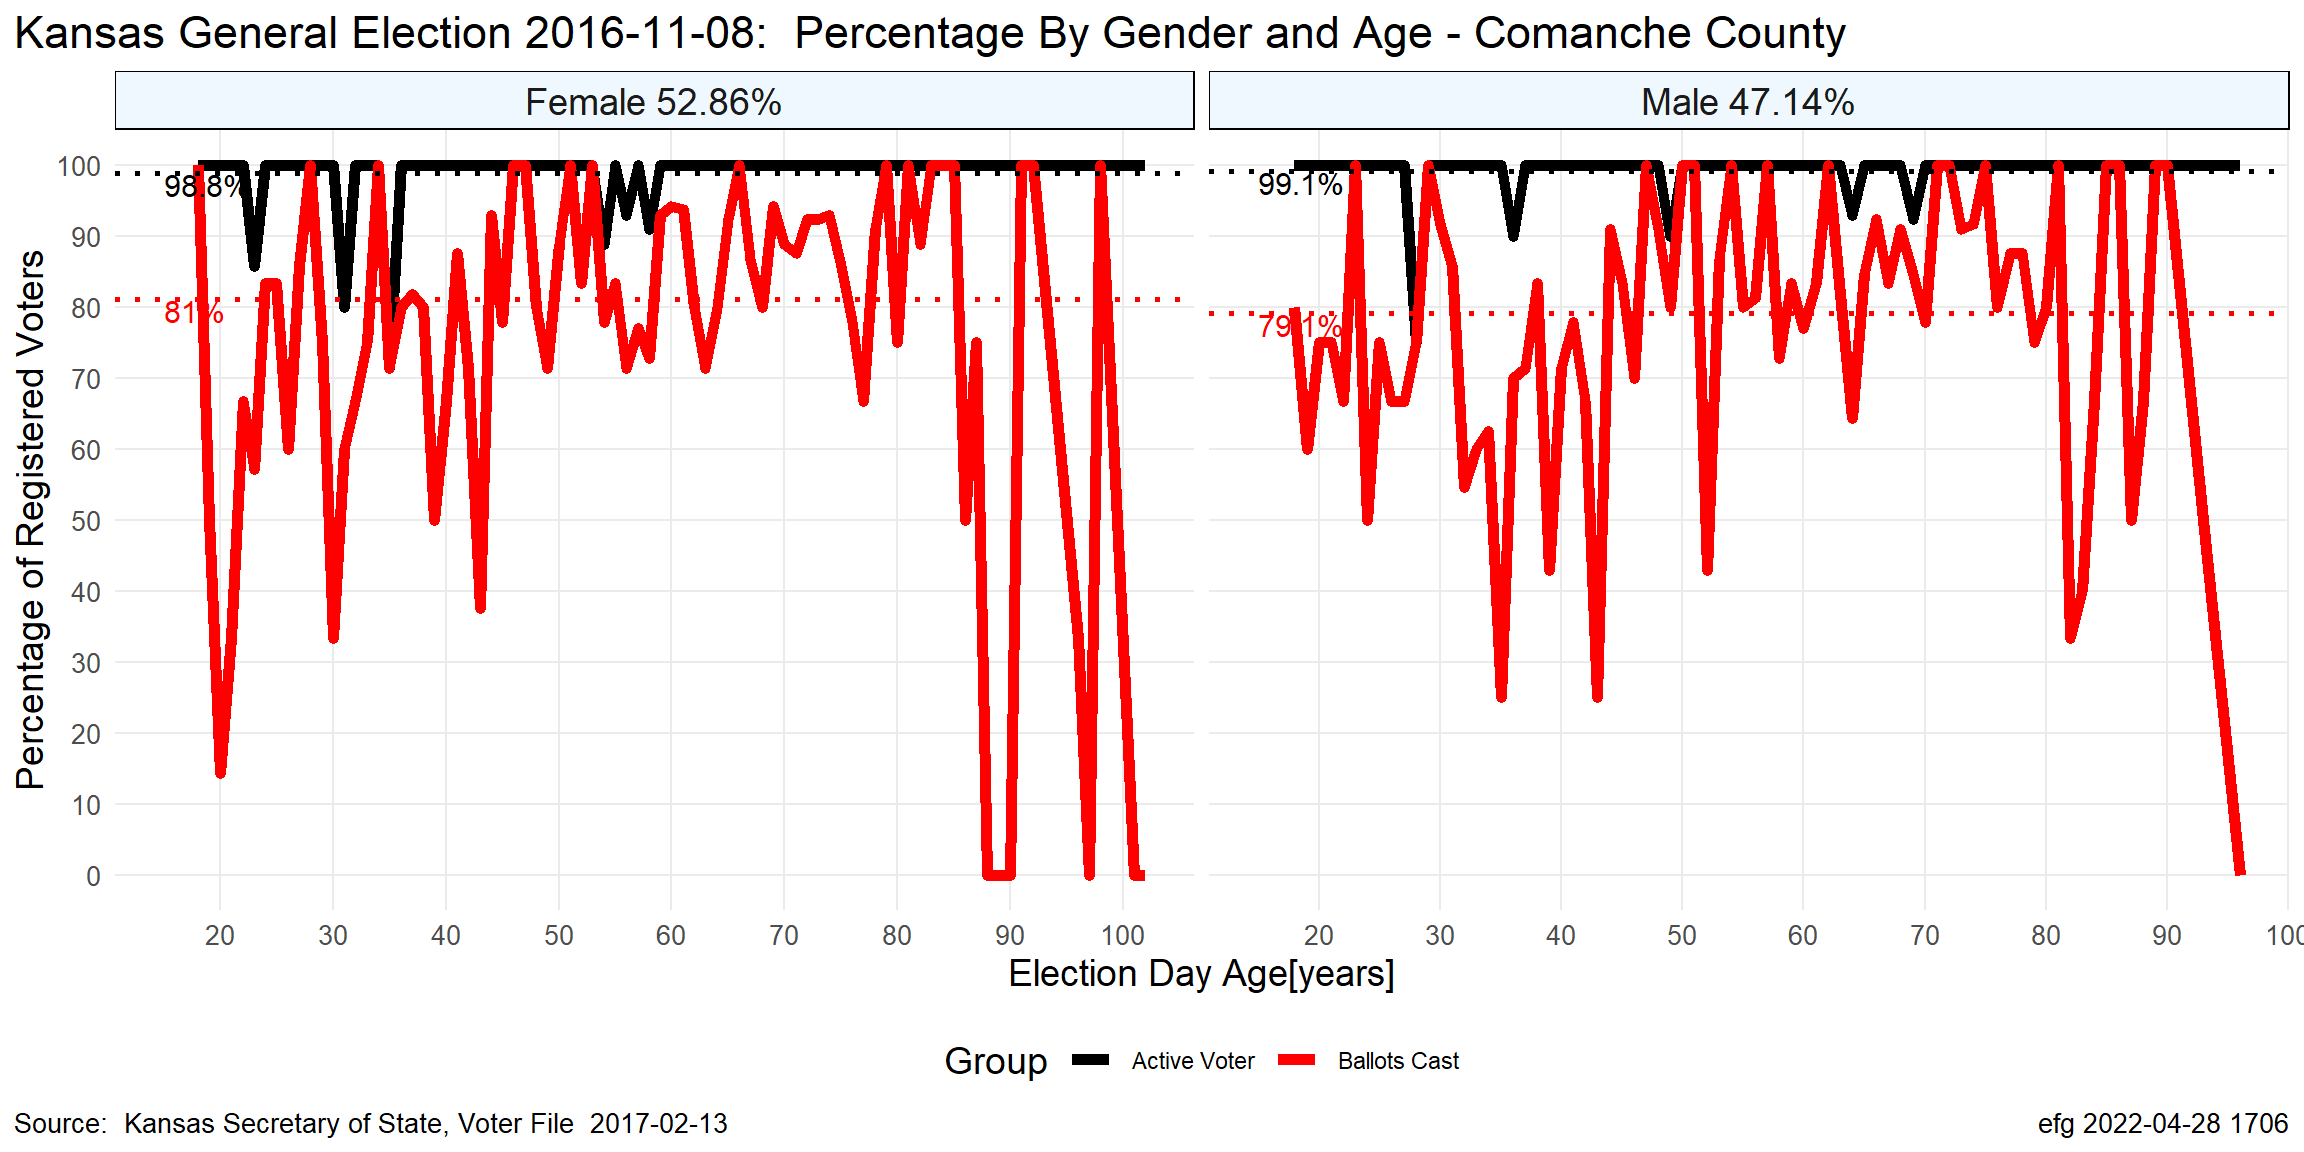 Kansas General Election 2016-11-08:  Percentage By Gender and Age - Comanche County
Female 52.86%
Male 47.14%
Percentage of Registered Voters
100
90
80
70
60
50
40
30
20
10
0
98.8%
81%
99.1%
79.1%
20 30 40 50 60 70 80 90 100
20 30 40 50 60 70 80 90 100
Election Day Age[years]
Group Active Voter Ballots Cast
Source:  Kansas Secretary of State, Voter File  2017-02-13
efg 2022-04-28 1706